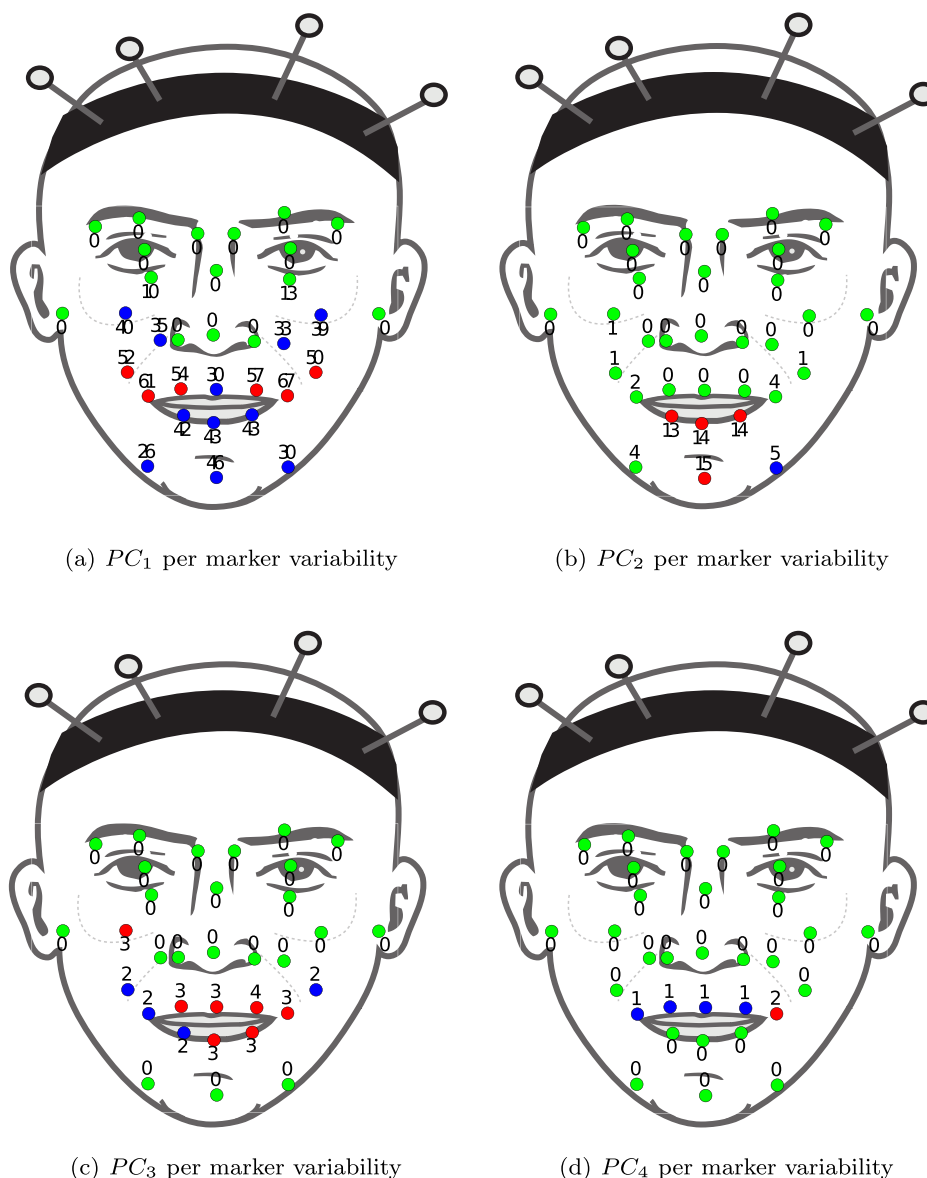 0 0 0 0 0 0 0 0 0 0 0 0
0 0 0 0
0 0 0 0
10 0 13 0
0 40 35 0 0 0 33 39 0 0 1 0 0 0 0 0 0 0
52 50 1 1
61 54 30 57 67 2 0 0 0 4
42 43 43 13 14 14
26 46 30 4 15 5
(a) PC1 per marker variability (b) PC2 per marker variability
0 0 0 0 0 0 0 0 0 0 0 0
0 0 0 0
0 0 0 0 0 0
0 3 0 0 0 0 0 0 0 0 0 0 0 0 0 0 0 0
2 2 0 0
2 3 3 4 3 1 1 1 1 2
2 3 3 0 0 0
0 0 0 0 0 0
(c) PC3 per marker variability (d) PC4 per marker variability